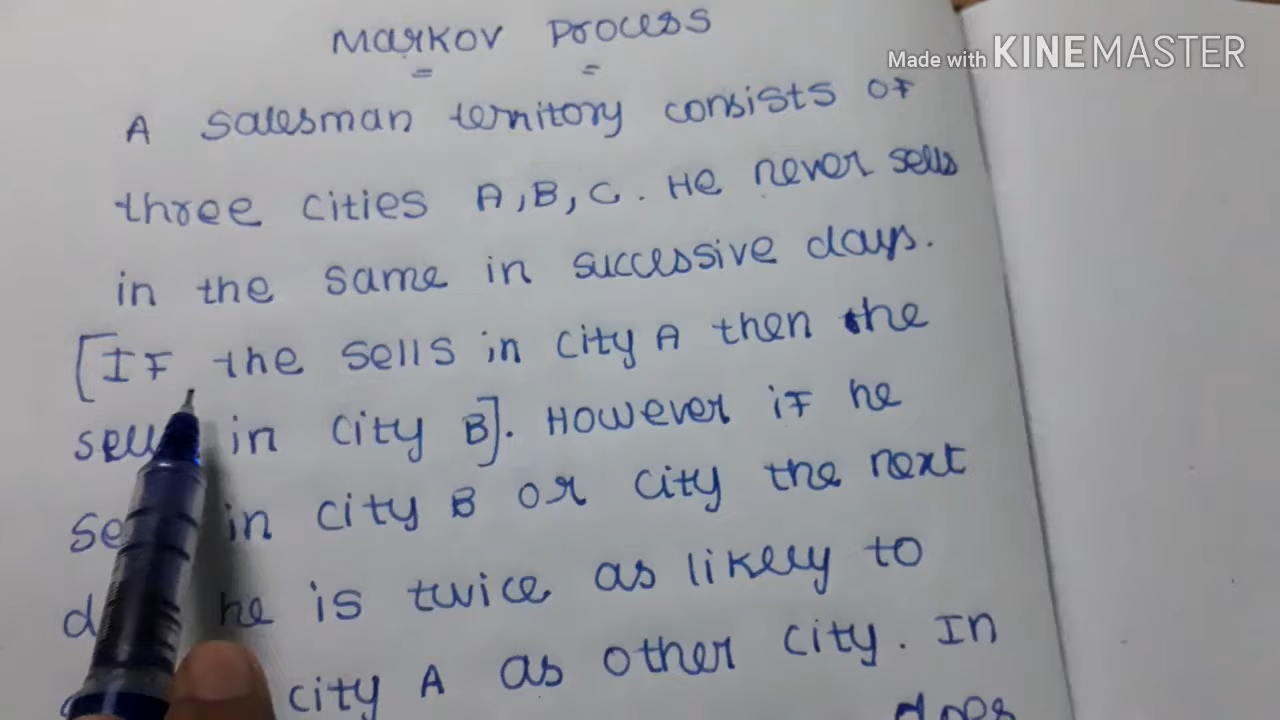 Markov Process
Made with KINEMASTER
A salesman ternitory consists of
three cities A, B, C. He never sells
in the same in successive days.
[If the sells in city A then the
in city B]. However if he
in city B or city the next
he is twice as likely to
city A as other city. In
does